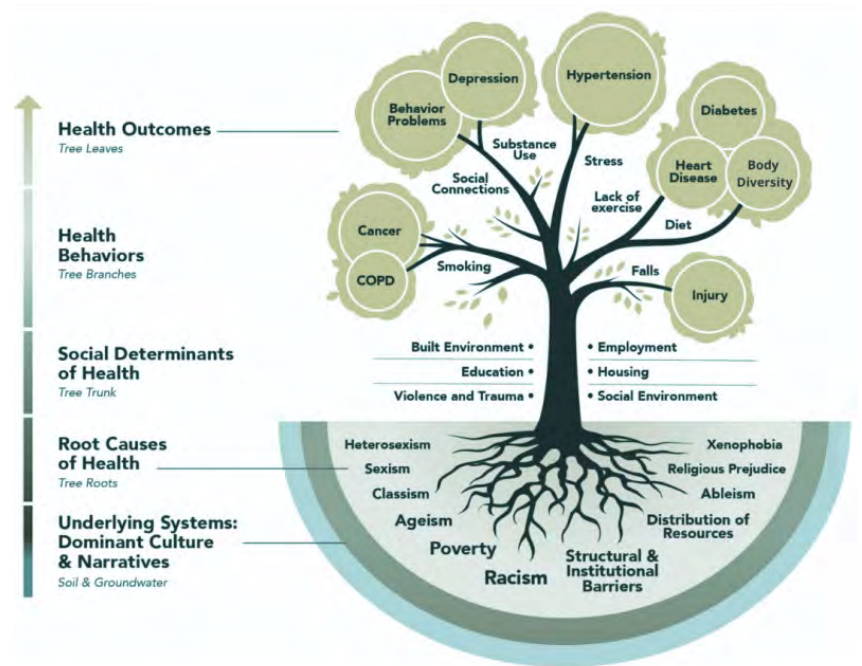 Health Outcomes
Tree Leaves
Health
Behaviors
Tree Branches
Social Determinants
of Health
Tree Trunk
Root Causes
of Health
Tree Roots
Underlying Systems:
Dominant Culture
& Narratives
Soil & Groundwater
Depression
Behavior
Problems
Hypertension
Diabetes
Heart
Disease
Body
Diversity
Substance
Use
Stress
Social
Connections
Lack of
exercise
Diet
Cancer
COPD
Smoking
Falls
Injury
Built Environment •
• Employment
Education •
• Housing
Violence and Trauma •
• Social Environment
Heterosexism
Xenophobia
Sexism
Religious Prejudice
Classism
Ableism
Ageism
Distribution of
Resources
Poverty
Racism
Structural &
Institutional
Barriers